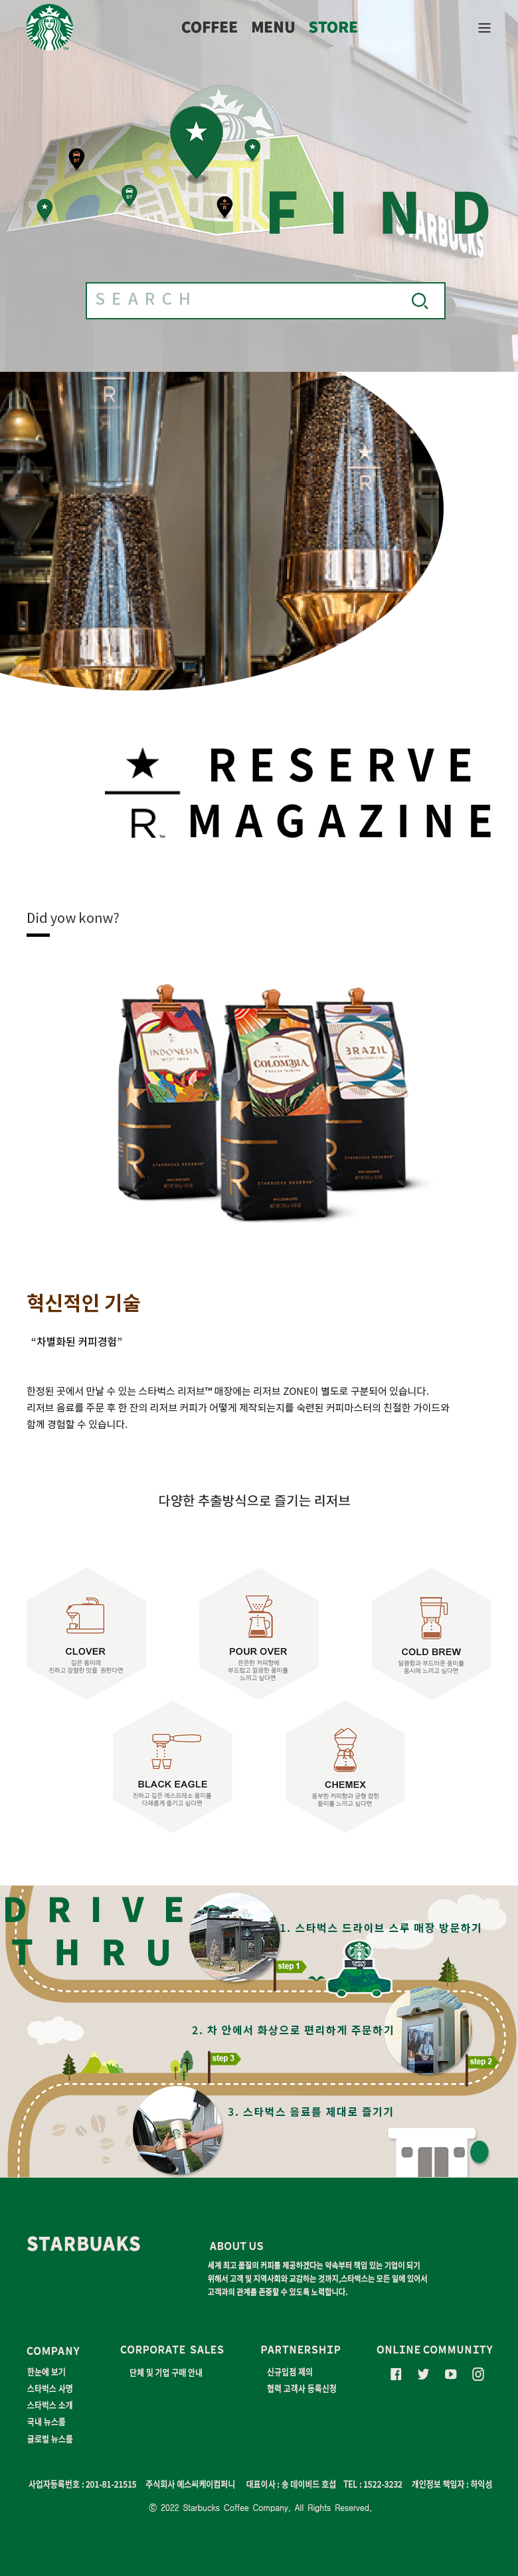 COFFEE MENU STORE
DT
DT
R
FIND
STARBUCKS
SEARCH
R
R
RESERVE
R™
MAGAZINE
Did yow konw?
INDONESIA
COLOMBIA
BRAZIL
STARBUCKS RESERVE
혁신적인 기술
“차별화된 커피경험”
한정된 곳에서 만날 수 있는 스타벅스 리저브™ 매장에는 리저브 ZONE이 별도로 구분되어 있습니다.
리저브 음료를 주문 후 한 잔의 리저브 커피가 어떻게 제작되는지를 숙련된 커피마스터의 친절한 가이드와
함께 경험할 수 있습니다.
다양한 추출방식으로 즐기는 리저브
CLOVER
깊은 풍미에
진하고 강렬한 맛을 원한다면
POUR OVER
은은한 커피향에
부드럽고 깔끔한 풍미를
느끼고 싶다면
COLD BREW
달콤함과 부드러운 풍미를
동시에 느끼고 싶다면
BLACK EAGLE
진하고 깊은 에스프레소 풍미를
다채롭게 즐기고 싶다면
CHEMEX
풍부한 커피향과 균형 잡힌
풍미를 느끼고 싶다면
DRIVE
THRU
1. 스타벅스 드라이브 스루 매장 방문하기
step 1
2. 차 안에서 화상으로 편리하게 주문하기
step 2
step 3
3. 스타벅스 음료를 제대로 즐기기
STARBUAKS
ABOUT US
세계 최고 품질의 커피를 제공하겠다는 약속부터 책임 있는 기업이 되기
위해서 고객 및 지역사회와 교감하는 것까지,스타벅스는 모든 일에 있어서
고객과의 관계를 존중할 수 있도록 노력합니다.
COMPANY
한눈에 보기
스타벅스 사명
스타벅스 소개
국내 뉴스룸
글로벌 뉴스룸
CORPORATE SALES
단체 및 기업 구매 안내
PARTNERSHIP
신규입점 제의
협력 고객사 등록신청
ONLINE COMMUNITY
사업자등록번호 : 201-81-21515 주식회사 에스씨케이컴퍼니 대표이사 : 송 데이비드 호섭 TEL : 1522-3232 개인정보 책임자 : 하익성
ⓒ 2022 Starbucks Coffee Company. All Rights Reserved.